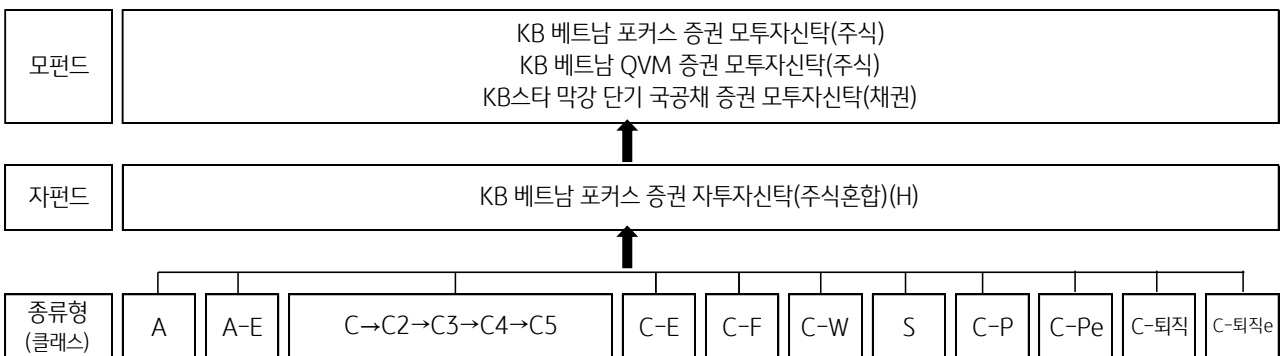 모펀드
KB 베트남 포커스 증권 모투자신탁(주식)
KB 베트남 QVM 증권 모투자신탁(주식)
KB스타 막강 단기 국공채 증권 모투자신탁(채권)
자펀드
KB 베트남 포커스 증권 자투자신탁(주식혼합)(H)
종류형
(클래스)
A
A-E
C→C2→C3→C4→C5
C-E
C-F
C-W
S
C-P
C-Pe
C-퇴직
C-퇴직e